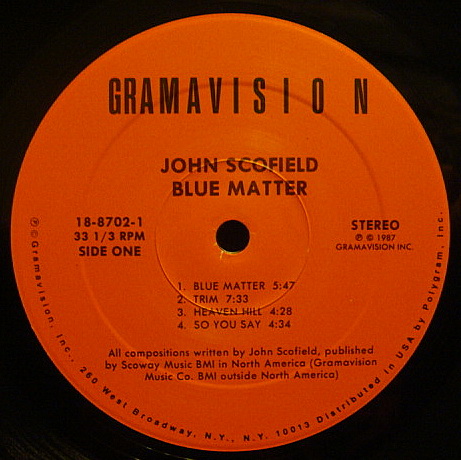 GRAMAVISION
JOHN SCOFIELD
BLUE MATTER
18-8702-1
33 1/3 RPM
SIDE ONE
STEREO
℗ © 1987
GRAMAVISION INC.
1. BLUE MATTER 5:47
2. TRIM 7:33
3. HEAVEN HILL 4:28
4. SO YOU SAY 4:34
All compositions written by John Scofield, published
by Scoway Music BMI in North America (Gramavision
Music Co. BMI outside North America)
℗ © Gramavision, Inc., 260 West Broadway, N.Y., N.Y. 10013 Distributed in USA by Polygram, Inc.